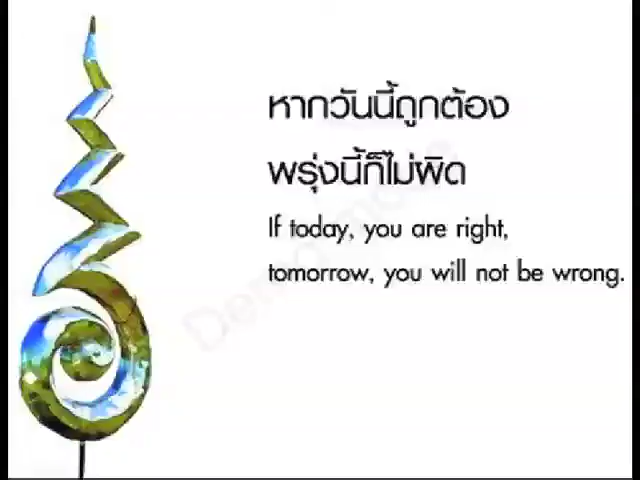 หากวันนี้ถูกต้อง
พรุ่งนี้ก็ไม่ผิด
If today, you are right,
tomorrow, you will not be wrong.